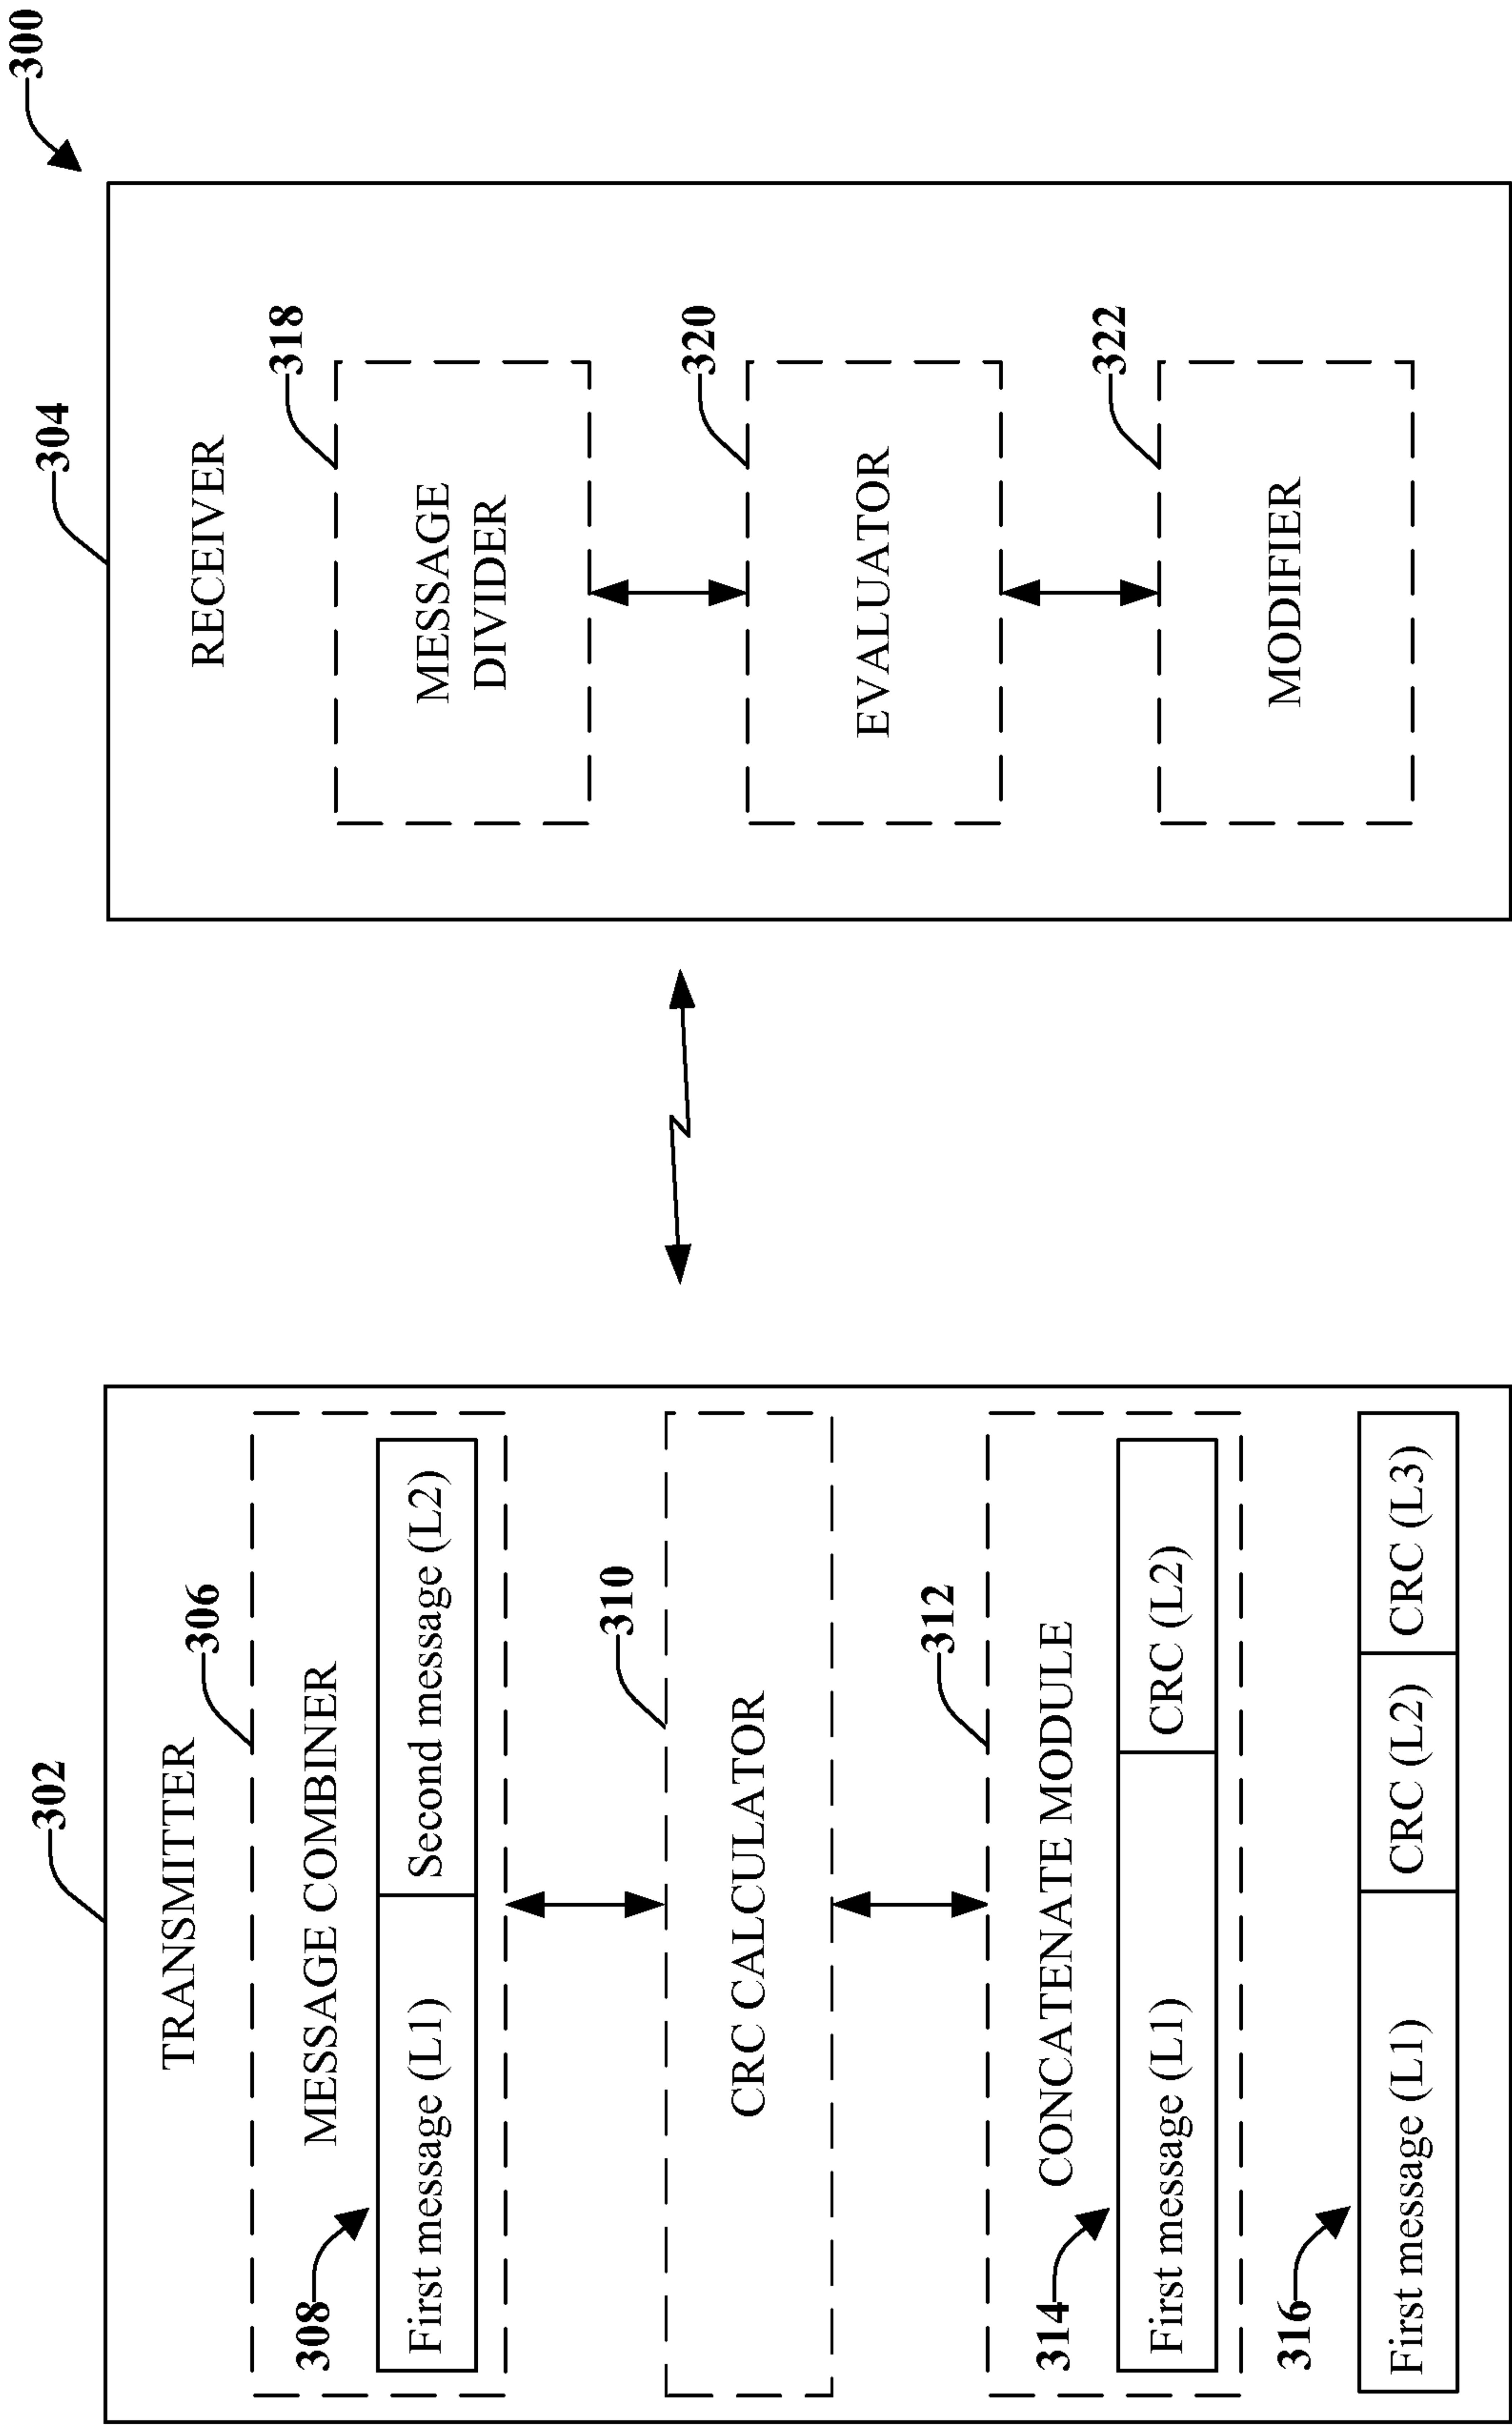 300
302
TRANSMITTER
306
MESSAGE COMBINER
308
First message (L1)
Second message (L2)
310
CRC CALCULATOR
312
CONCATENATE MODULE
314
First message (L1)
CRC (L2)
316
First message (L1)
CRC (L2)
CRC (L3)
304
RECEIVER
318
MESSAGE
DIVIDER
320
EVALUATOR
322
MODIFIER